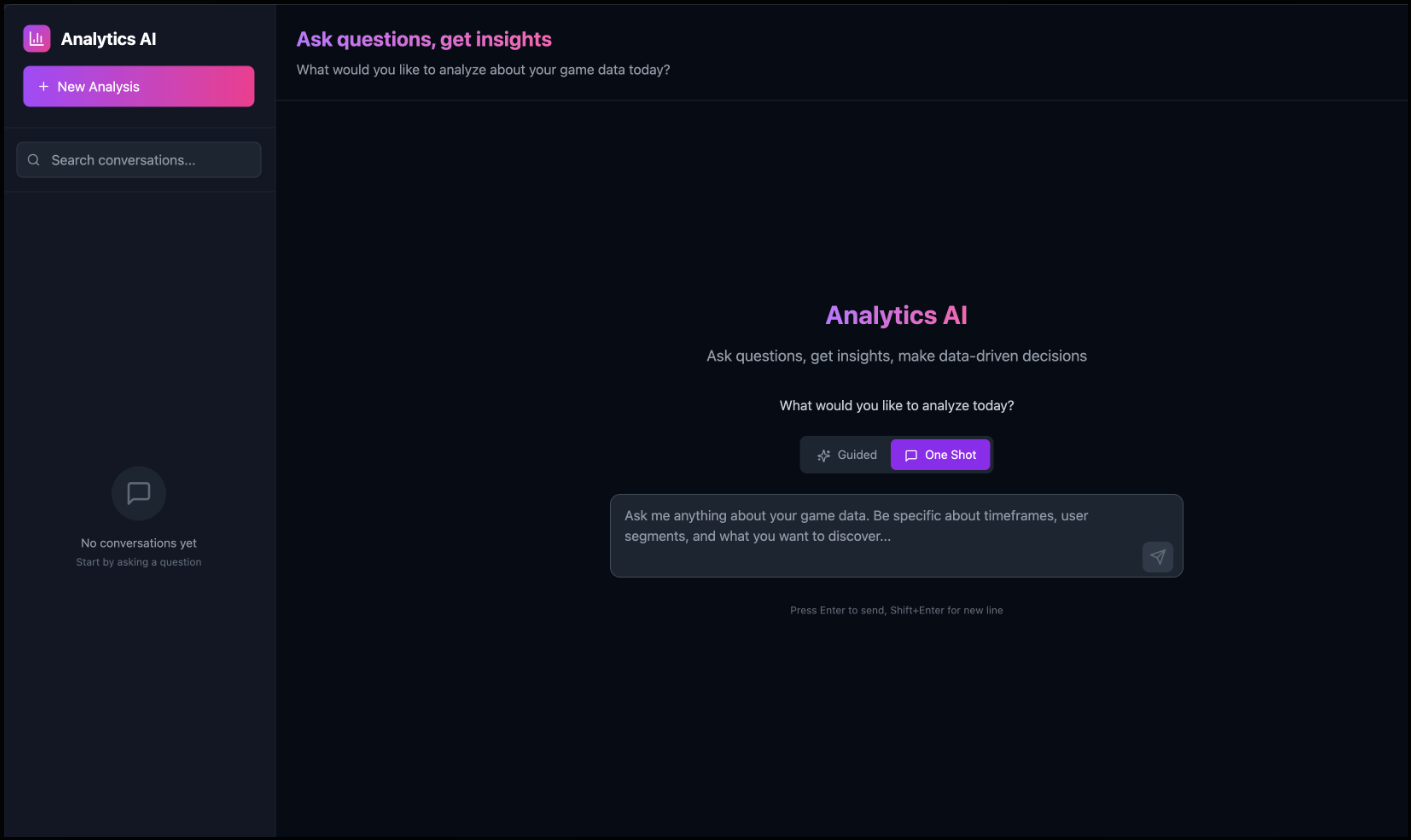 Analytics AI
New Analysis
Search conversations...
No conversations yet
Start by asking a question
Ask questions, get insights
What would you like to analyze about your game data today?
Analytics AI
Ask questions, get insights, make data-driven decisions
What would you like to analyze today?
Guided
One Shot
Ask me anything about your game data. Be specific about timeframes, user
segments, and what you want to discover...
Press Enter to send, Shift+Enter for new line